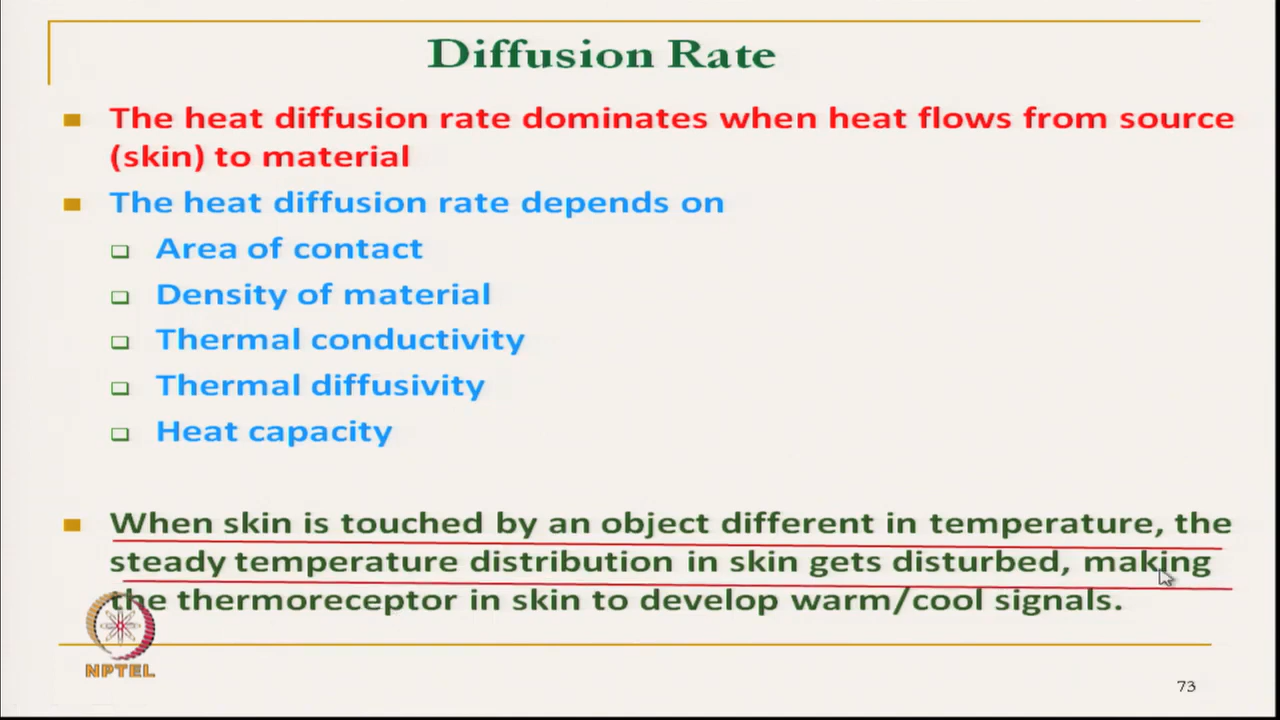 Diffusion Rate
The heat diffusion rate dominates when heat flows from source
(skin) to material
The heat diffusion rate depends on
Area of contact
Density of material
Thermal conductivity
Thermal diffusivity
Heat capacity
When skin is touched by an object different in temperature, the
steady temperature distribution in skin gets disturbed, making
the thermoreceptor in skin to develop warm/cool signals.
NPTEL
73